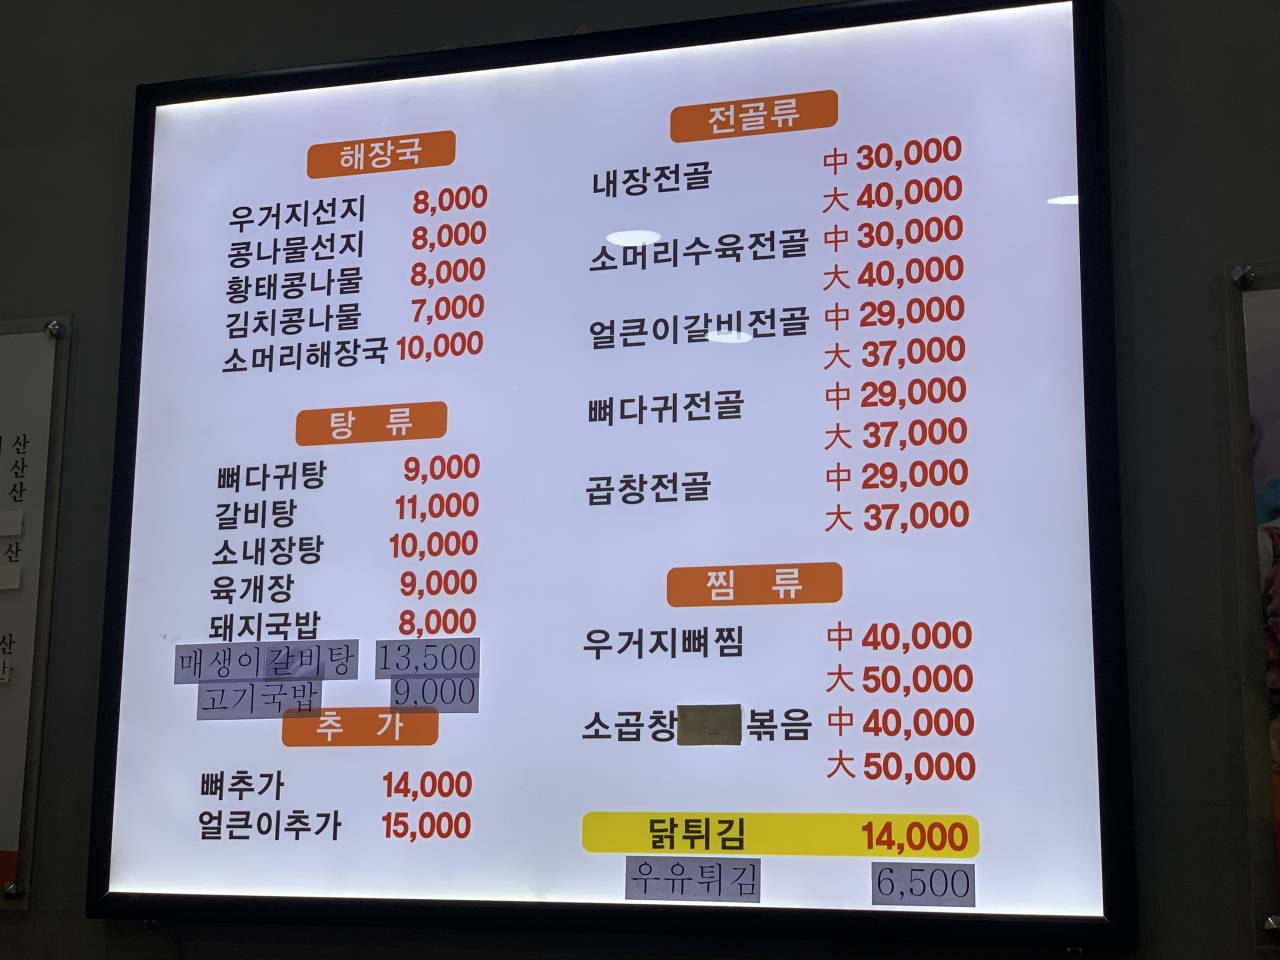 해장국
우거지선지 8,000
콩나물선지 8,000
황태콩나물 8,000
김치콩나물 7,000
소머리해장국 10,000
탕 류
뼈다귀탕 9,000
갈비탕 11,000
소내장탕 10,000
육개장 9,000
돼지국밥 8,000
매생이갈비탕 13,500
고기국밥 9,000
추 가
뼈추가 14,000
얼큰이추가 15,000
전골류
내장전골 中 30,000
大 40,000
소머리수육전골 中 30,000
大 40,000
얼큰이갈비전골 中 29,000
大 37,000
뼈다귀전골 中 29,000
大 37,000
곱창전골 中 29,000
大 37,000
찜 류
우거지뼈찜 中 40,000
大 50,000
소곱창 볶음 中 40,000
大 50,000
닭튀김 14,000
우유튀김 6,500
산
산
산
산
산